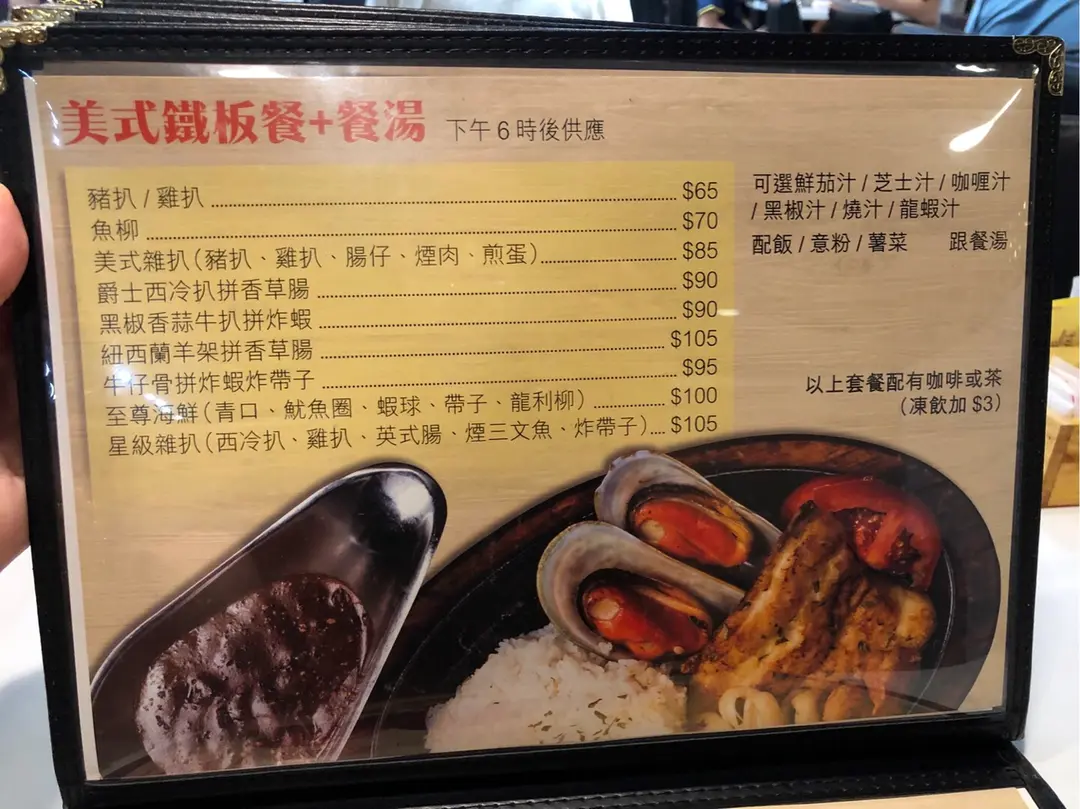 美式鐵板餐+餐湯 下午6時後供應
豬扒 / 雞扒 $65
魚柳 $70
美式雜扒(豬扒、雞扒、腸仔、煙肉、煎蛋) $85
爵士西冷扒拼香草腸 $90
黑椒香蒜牛扒拼炸蝦 $90
紐西蘭羊架拼香草腸 $105
牛仔骨拼炸蝦炸帶子 $95
至尊海鮮(青口、魷魚圈、蝦球、帶子、龍利柳) $100
星級雜扒(西冷扒、雞扒、英式腸、煙三文魚、炸帶子) $105
可選鮮茄汁 / 芝士汁 / 咖喱汁
/ 黑椒汁 / 燒汁 / 龍蝦汁
配飯 / 意粉 / 薯菜 跟餐湯
以上套餐配有咖啡或茶
(凍飲加 $3)